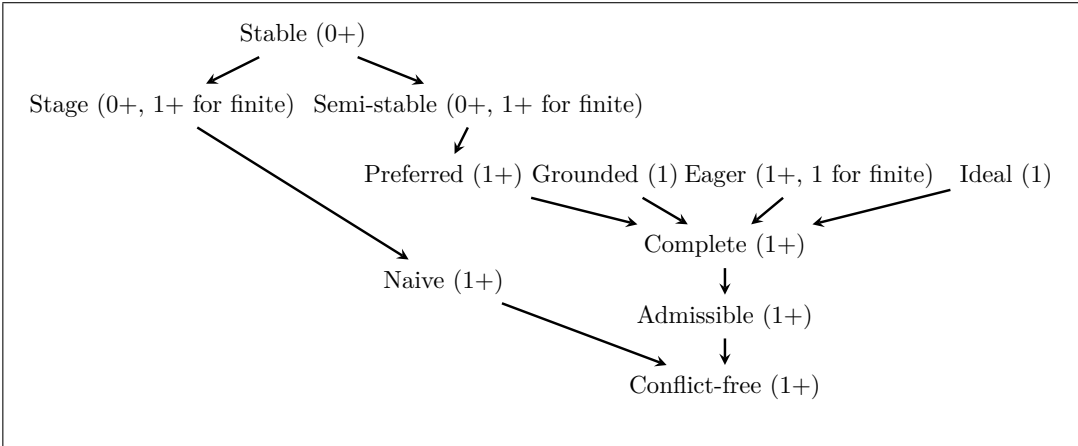 Stable (0+)
Stage (0+, 1+ for finite) Semi-stable (0+, 1+ for finite)
Preferred (1+) Grounded (1) Eager (1+, 1 for finite) Ideal (1)
Complete (1+)
Naive (1+)
Admissible (1+)
Conflict-free (1+)